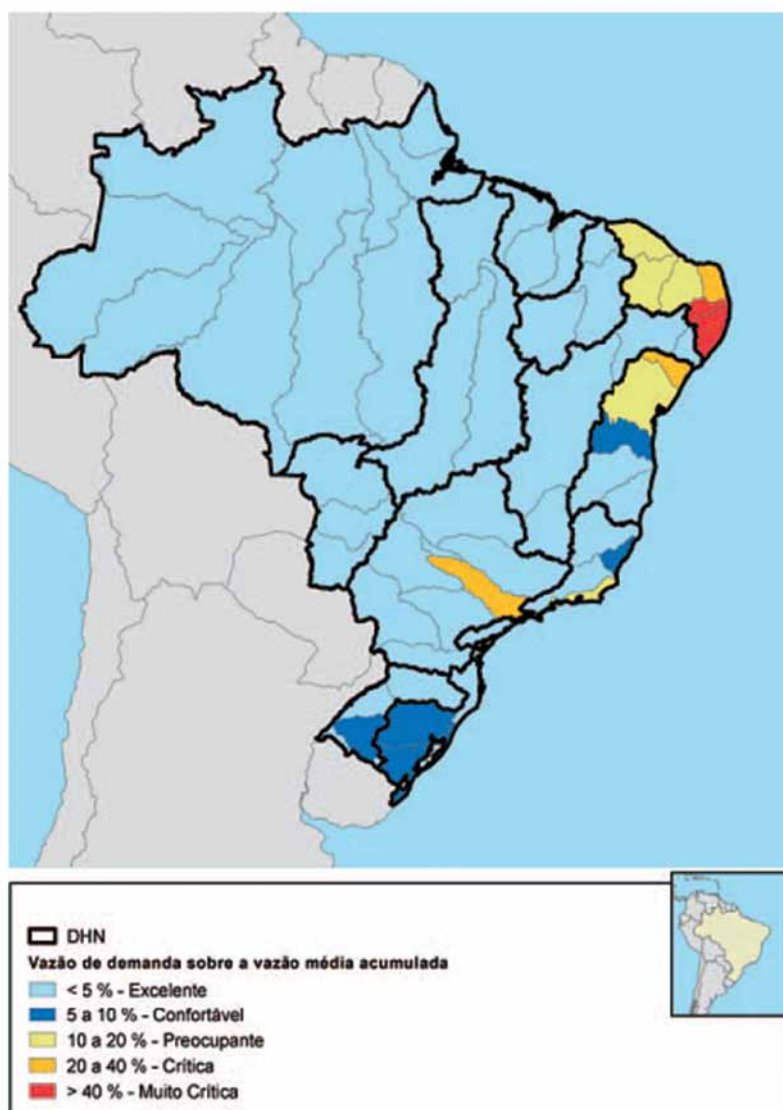 DHN
Vazão de demanda sobre a vazão média acumulada
< 5 % - Excelente
5 a 10 % - Confortável
10 a 20 % - Preocupante
20 a 40 % - Crítica
> 40 % - Muito Crítica